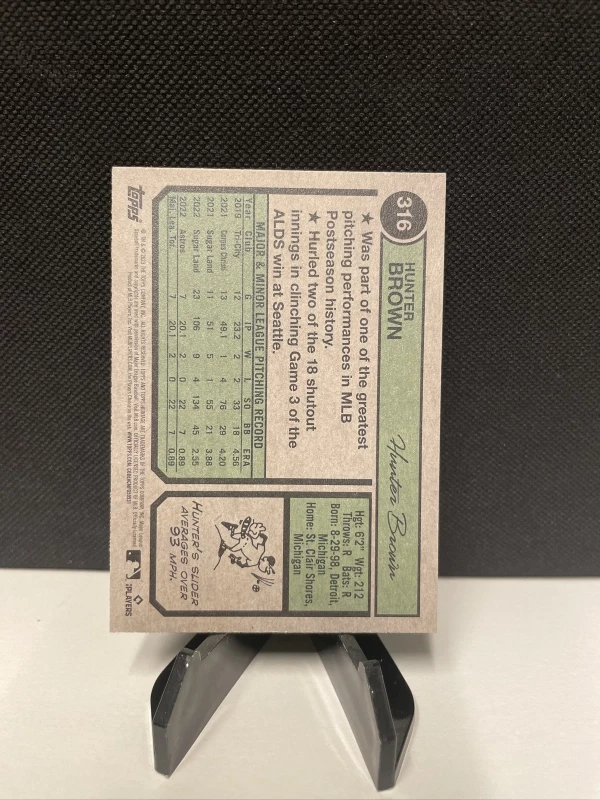 316
HUNTER
BROWN
Hunter Brown
★ Was part of one of the greatest
pitching performances in MLB
Postseason history.
★ Hurled two of the 18 shutout
innings in clinching Game 3 of the
ALDS win at Seattle.
Hgt: 6'2" Wgt: 212
Throws: R Bats: R
Born: 8-29-98, Detroit,
Michigan
Home: St. Clair Shores,
Michigan
MAJOR & MINOR LEAGUE PITCHING RECORD
Year Club G IP W L SO BB ERA
2019 Tri-City 12 23.2 2 2 33 18 4.56
2021 Corpus Christi 13 49.1 1 4 76 29 4.20
2021 Sugar Land 11 51 5 1 55 21 3.88
2022 Sugar Land 23 106 9 4 134 45 2.55
2022 Astros 7 20.1 2 0 22 7 0.89
Maj. Lea. Tot. 7 20.1 2 0 22 7 0.89
HUNTER'S SLIDER
AVERAGES OVER
93 MPH.
Topps
PLAYERS